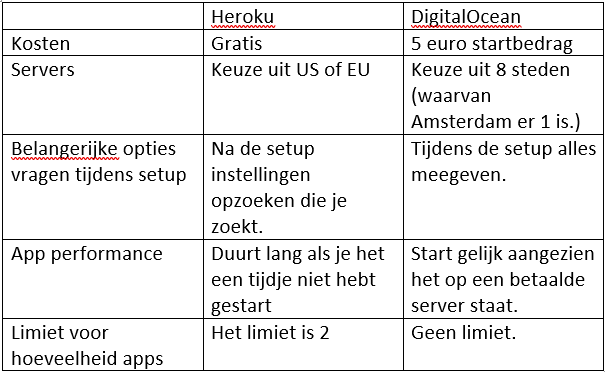 Heroku DigitalOcean
Kosten Gratis 5 euro startbedrag
Servers Keuze uit US of EU Keuze uit 8 steden
(waarvan
Amsterdam er 1 is.)
Belangerijke opties Na de setup Tijdens de setup alles
vragen tijdens setup instellingen meegeven.
opzoeken die je
zoekt.
App performance Duurt lang als je het Start gelijk aangezien
een tijdje niet hebt het op een betaalde
gestart server staat.
Limiet voor Het limiet is 2 Geen limiet.
hoeveelheid apps